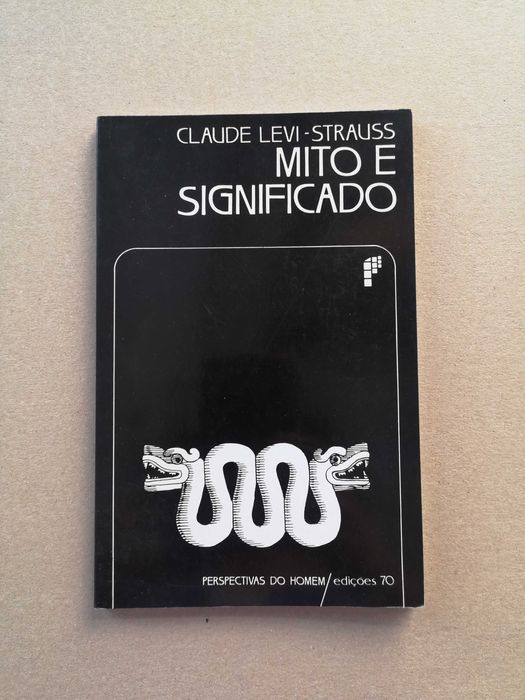 CLAUDE LEVI-STRAUSS
MITO E
SIGNIFICADO
PERSPECTIVAS DO HOMEM/edições 70